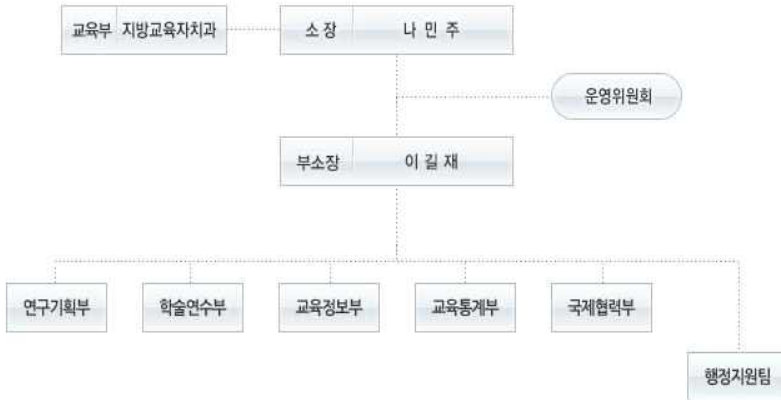 교육부 지방교육자치과
소장 나민주
운영위원회
부소장 이길재
연구기획부 학술연수부 교육정보부 교육통계부 국제협력부
행정지원팀